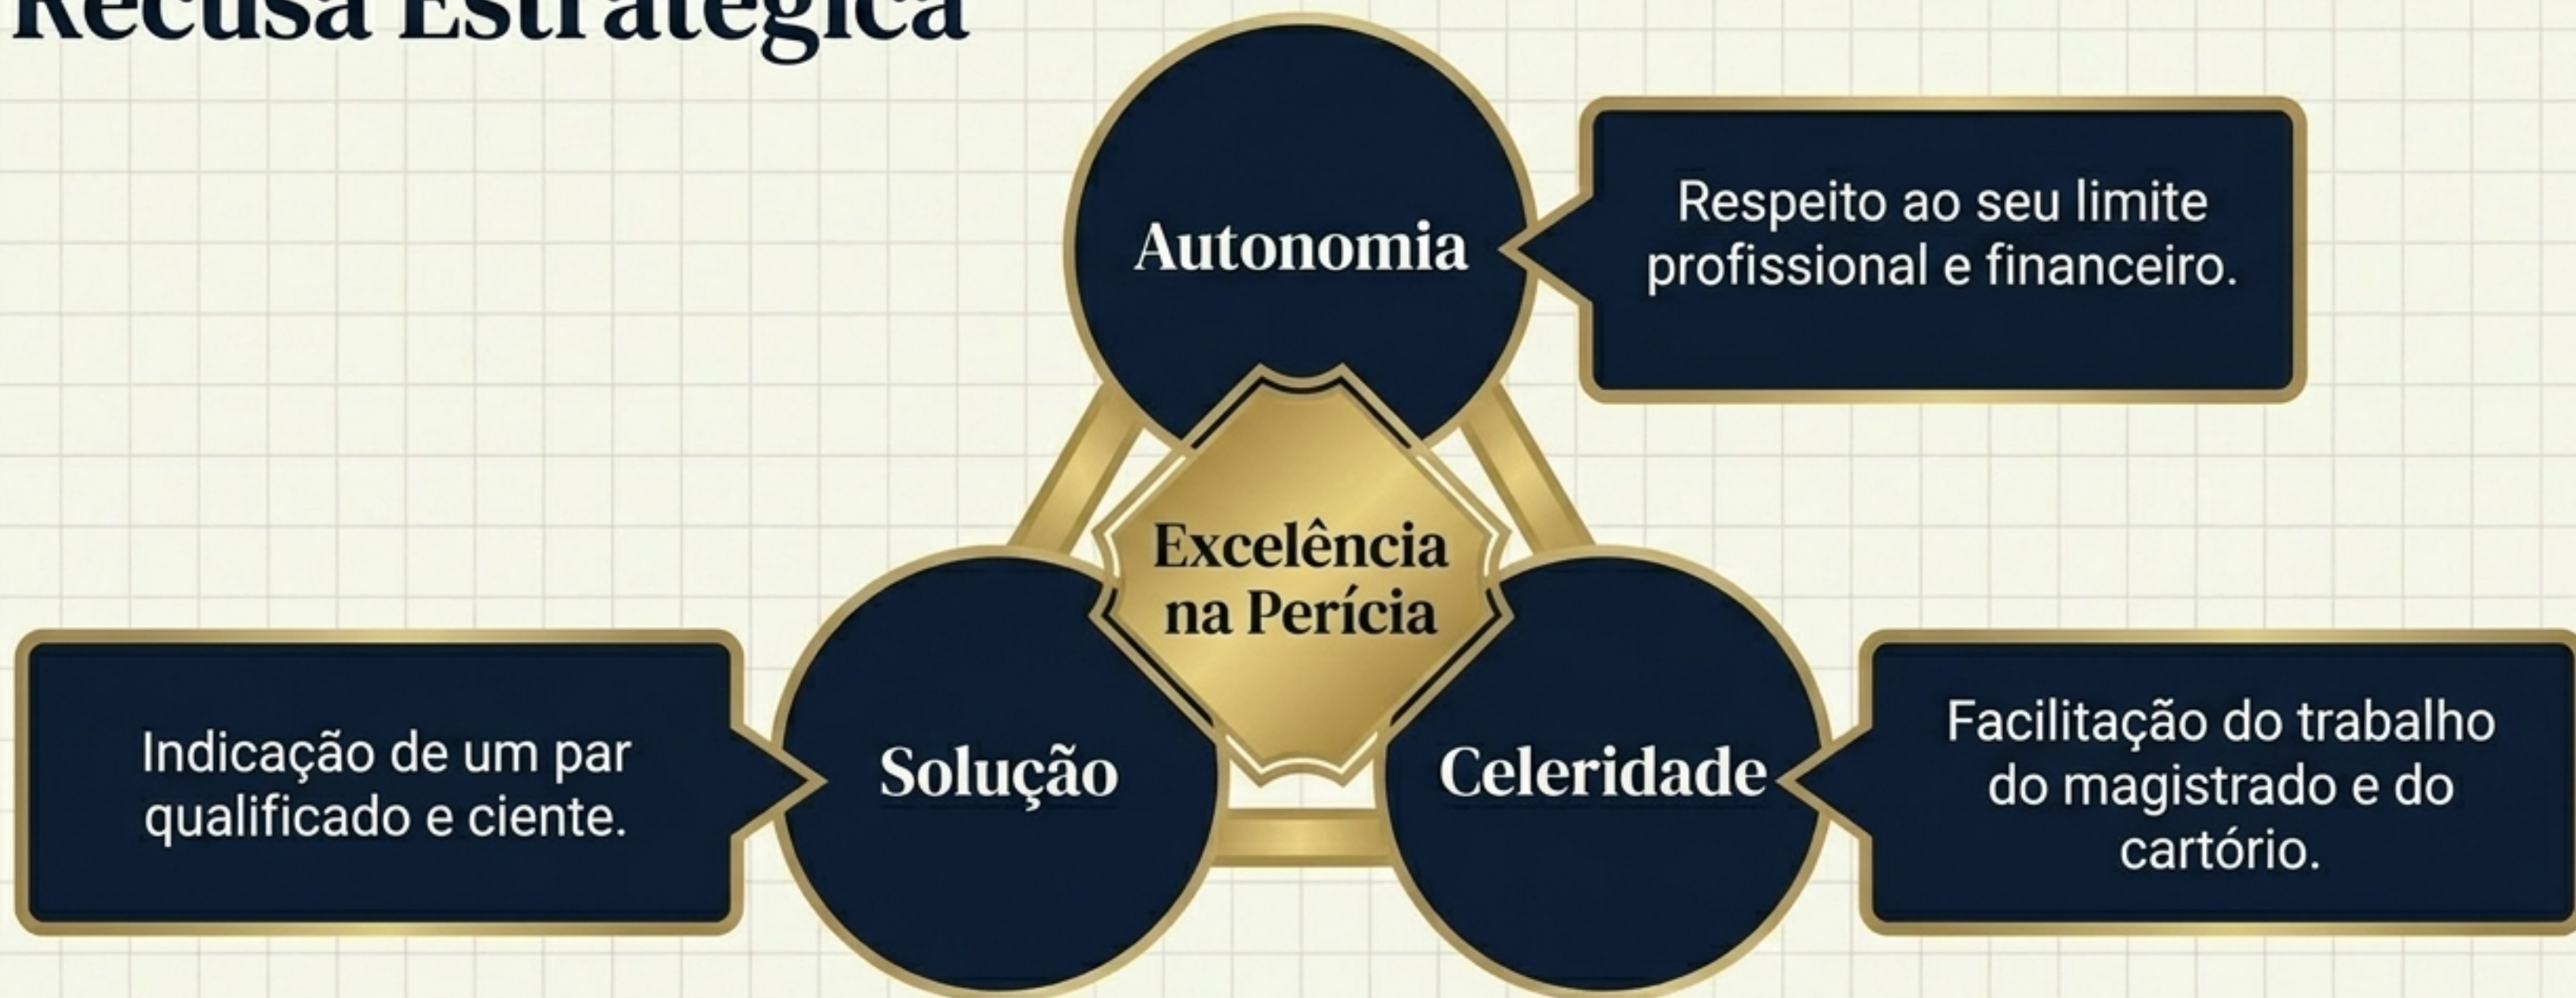 Recusa Estratégica
Autonomia
Respeito ao seu limite
profissional e financeiro.
Excelência
na Perícia
Indicação de um par
qualificado e ciente.
Solução
Celeridade
Facilitação do trabalho
do magistrado e do
cartório.